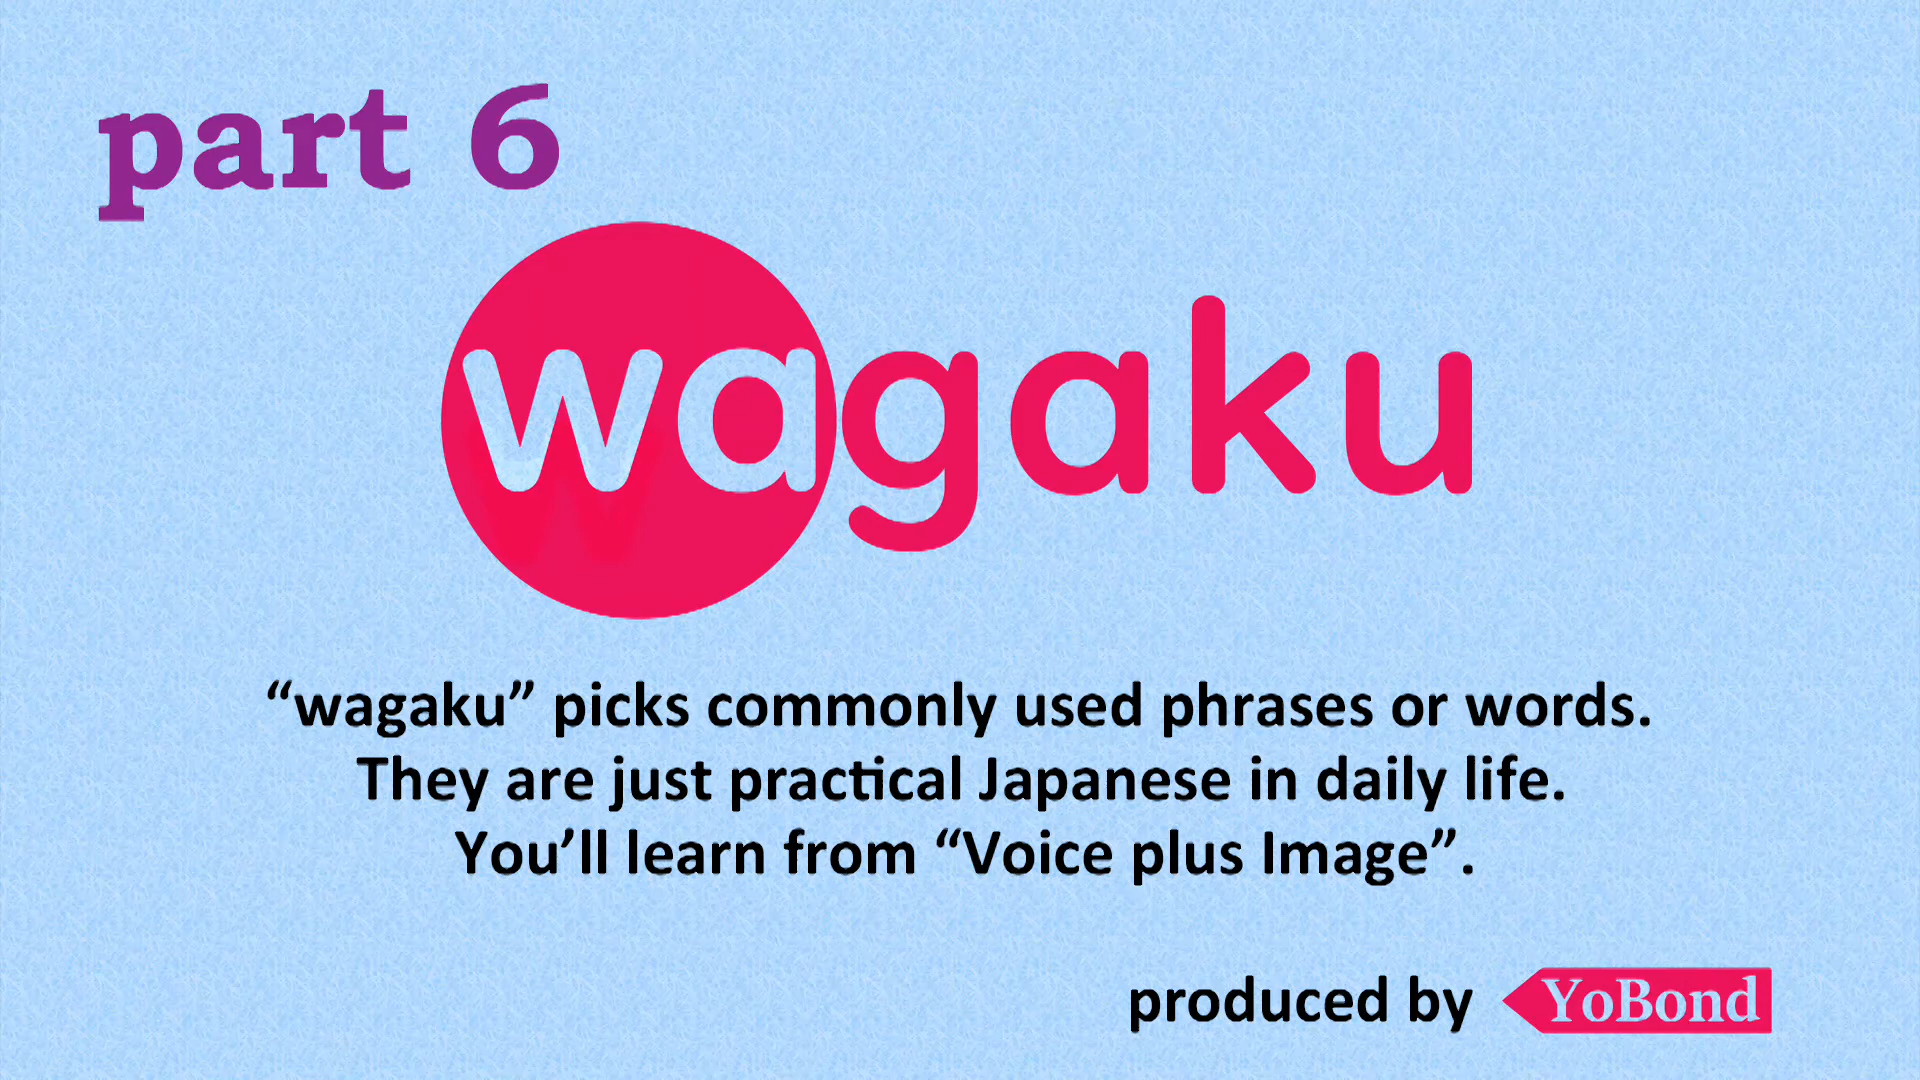 part 6
wagaku
“wagaku” picks commonly used phrases or words.
They are just practical Japanese in daily life.
You’ll learn from “Voice plus Image”.
produced by YoBond